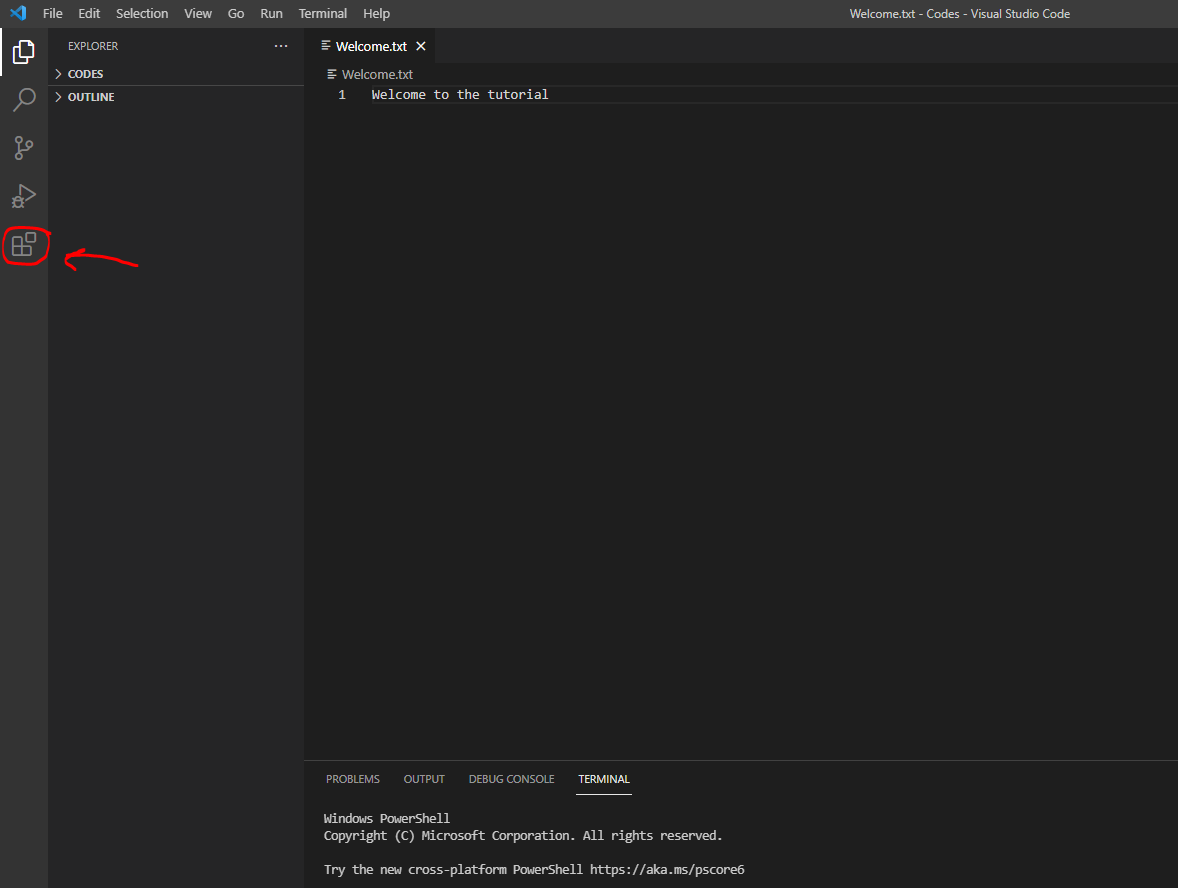 File Edit Selection View Go Run Terminal Help
Welcome.txt - Codes - Visual Studio Code
EXPLORER
···
CODES
OUTLINE
Welcome.txt
Welcome.txt
1 Welcome to the tutorial
PROBLEMS OUTPUT DEBUG CONSOLE TERMINAL
Windows PowerShell
Copyright (C) Microsoft Corporation. All rights reserved.
Try the new cross-platform PowerShell https://aka.ms/pscore6